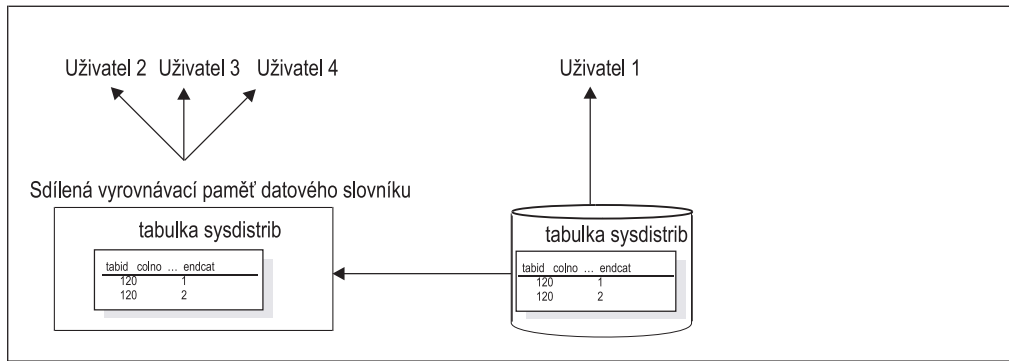 Uživatel 2 Uživatel 3 Uživatel 4
Uživatel 1
Sdílená vyrovnávací paměť datového slovníku
tabulka sysdistrib
tabid colno ... endcat
120 1
120 2
tabulka sysdistrib
tabid colno ... endcat
120 1
120 2